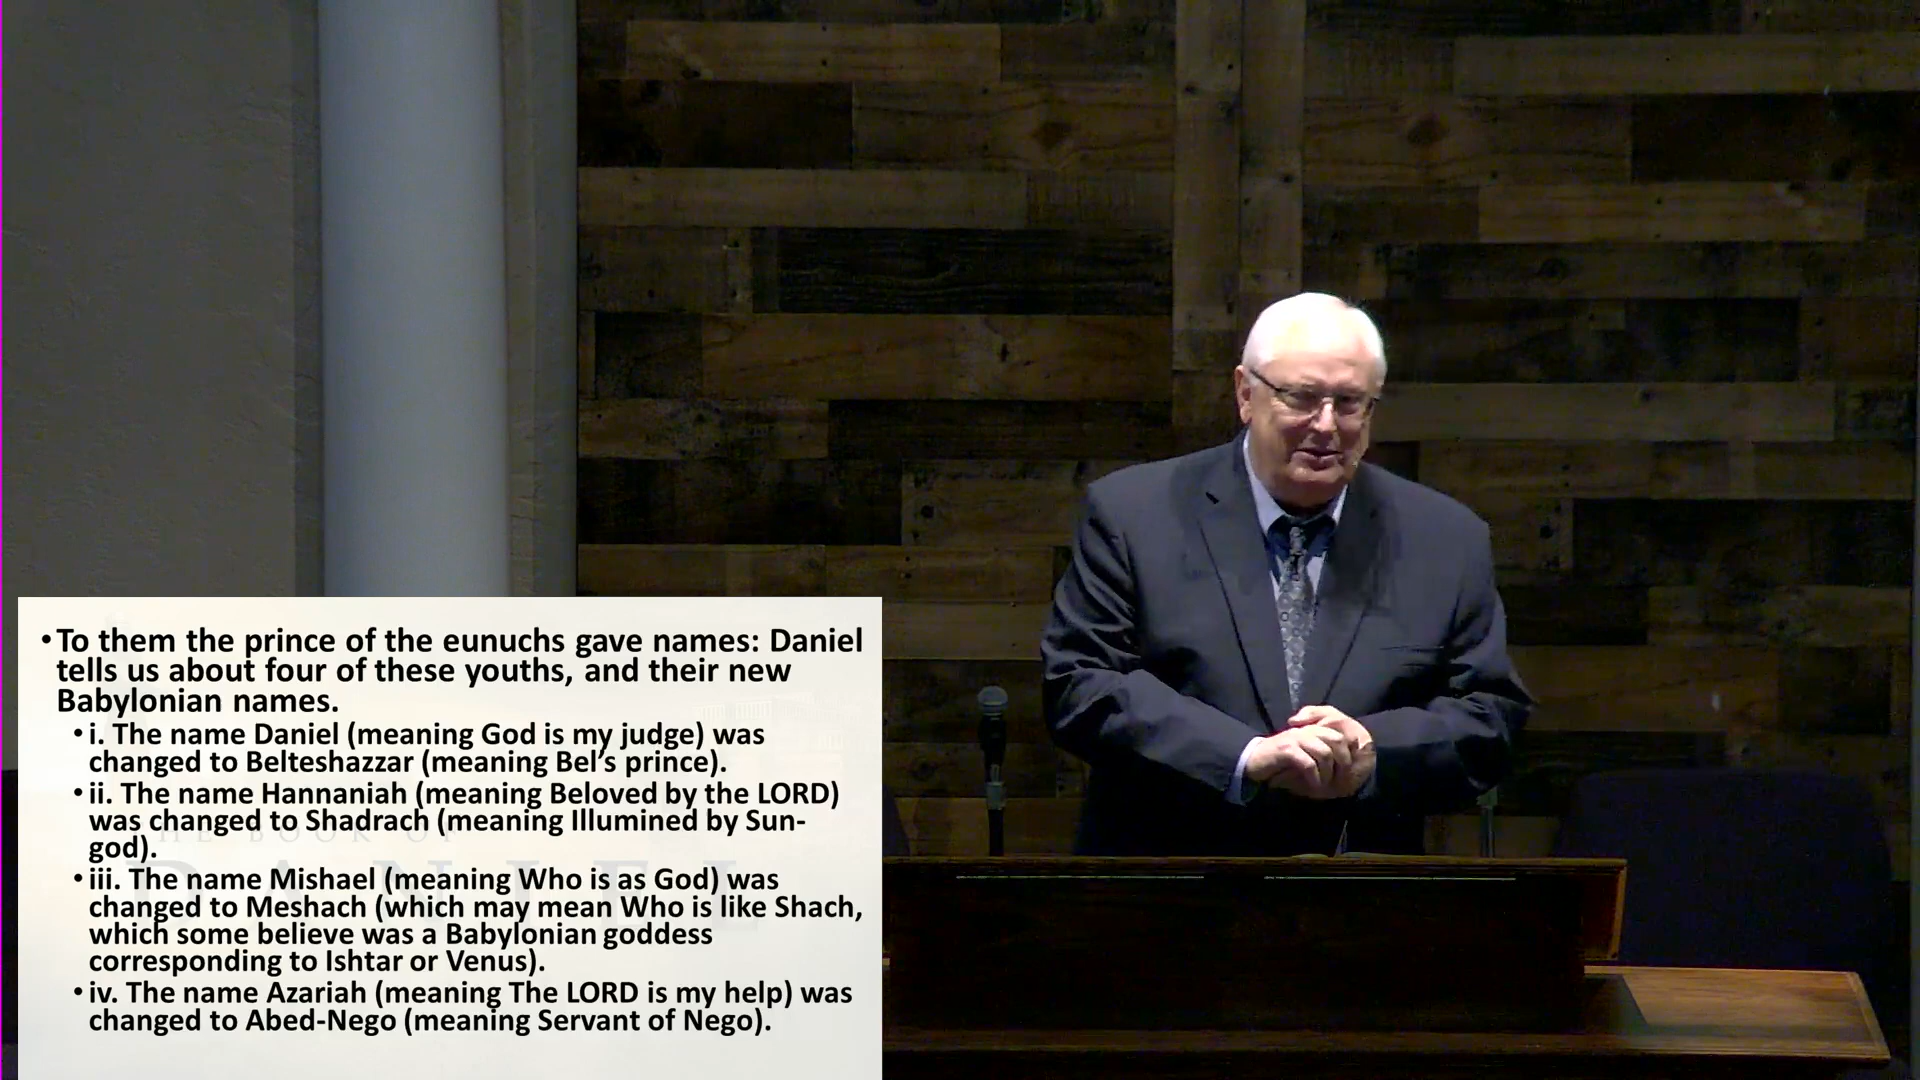 •To them the prince of the eunuchs gave names: Daniel
tells us about four of these youths, and their new
Babylonian names.
•i. The name Daniel (meaning God is my judge) was
changed to Belteshazzar (meaning Bel's prince).
•ii. The name Hannaniah (meaning Beloved by the LORD)
was changed to Shadrach (meaning Illumined by Sun-
god).
•iii. The name Mishael (meaning Who is as God) was
changed to Meshach (which may mean Who is like Shach,
which some believe was a Babylonian goddess
corresponding to Ishtar or Venus).
•iv. The name Azariah (meaning The LORD is my help) was
changed to Abed-Nego (meaning Servant of Nego).
THE BOOK OF
DANIEL